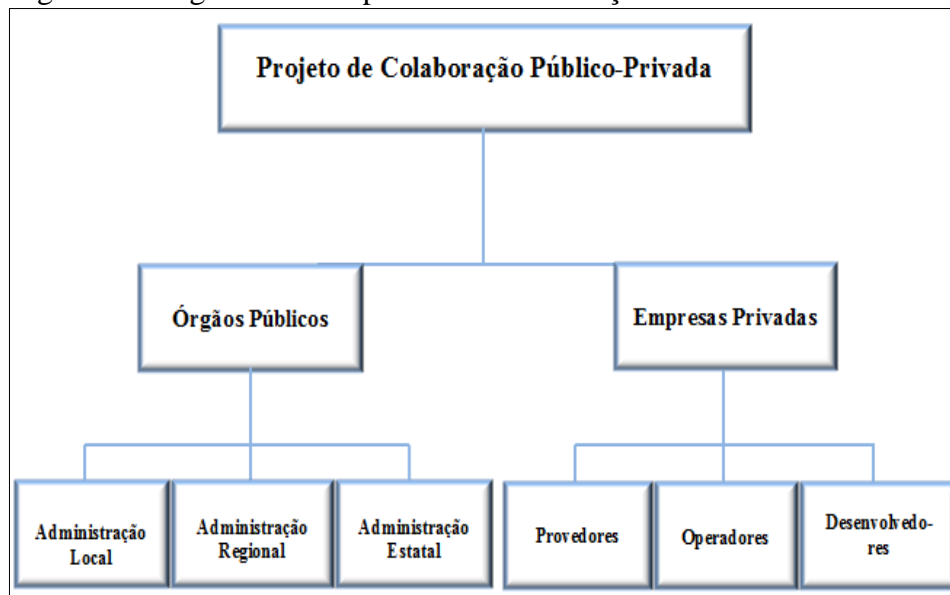 Projeto de Colaboração Público-Privada
Órgãos Públicos
Empresas Privadas
Administração
Local
Administração
Regional
Administração
Estatal
Provedores
Operadores
Desenvolvedo-
res